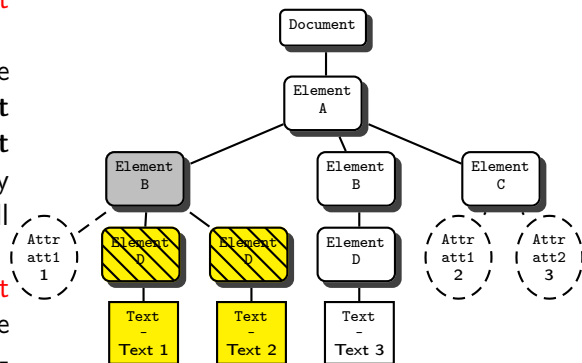 Document
Element
A
Element
B
Element
B
Element
C
Attr
att1
1
Element
D
Element
D
Element
D
Attr
att1
2
Attr
att2
3
Text
-
Text 1
Text
-
Text 2
Text
-
Text 3